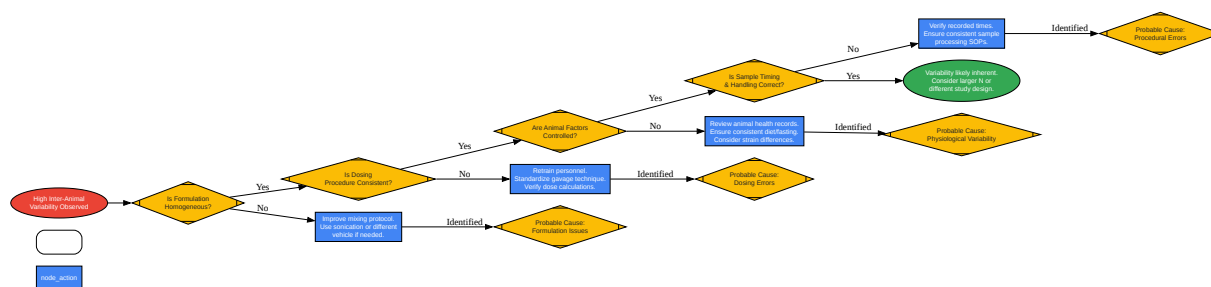 High Inter-Animal
Variability Observed
Is Formulation
Homogeneous?
Yes
No
Is Dosing
Procedure Consistent?
Improve mixing protocol.
Use sonication or different
vehicle if needed.
Identified
Probable Cause:
Formulation Issues
Yes
No
Retrain personnel.
Standardize gavage technique.
Verify dose calculations.
Identified
Probable Cause:
Dosing Errors
Are Animal Factors
Controlled?
Yes
No
Review animal health records.
Ensure consistent diet/fasting.
Consider strain differences.
Identified
Probable Cause:
Physiological Variability
Is Sample Timing
& Handling Correct?
No
Yes
Verify recorded times.
Ensure consistent sample
processing SOPs.
Identified
Probable Cause:
Procedural Errors
Variability likely inherent.
Consider larger N or
different study design.
node_action